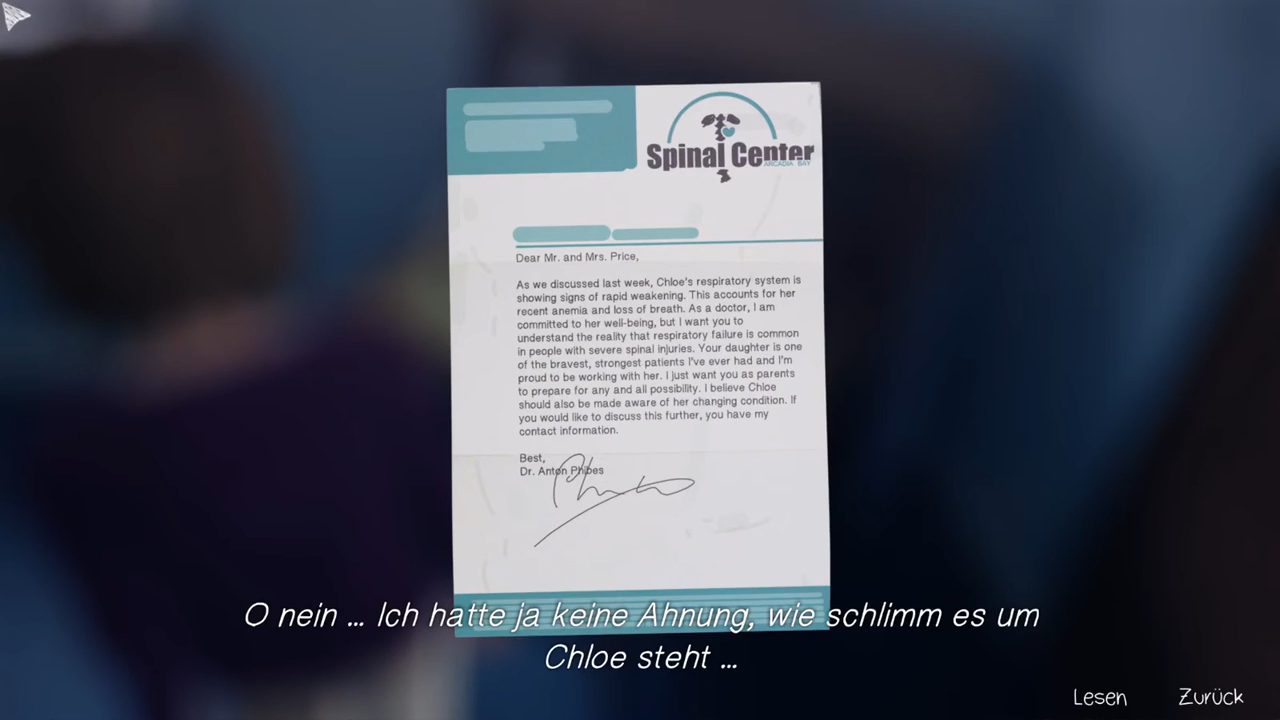 Spinal Center
ARCADIA BAY
Dear Mr. and Mrs. Price,
As we discussed last week, Chloe's respiratory system is
showing signs of rapid weakening. This accounts for her
recent anemia and loss of breath. As a doctor, I am
committed to her well-being, but I want you to
understand the reality that respiratory failure is common
in people with severe spinal injuries. Your daughter is one
of the bravest, strongest patients I've ever had and I'm
proud to be working with her. I just want you as parents
to prepare for any and all possibility. I believe Chloe
should also be made aware of her changing condition. If
you would like to discuss this further, you have my
contact information.
Best,
Dr. Anton Phibes
O nein ... Ich hatte ja keine Ahnung, wie schlimm es um
Chloe steht ...
Lesen Zurück